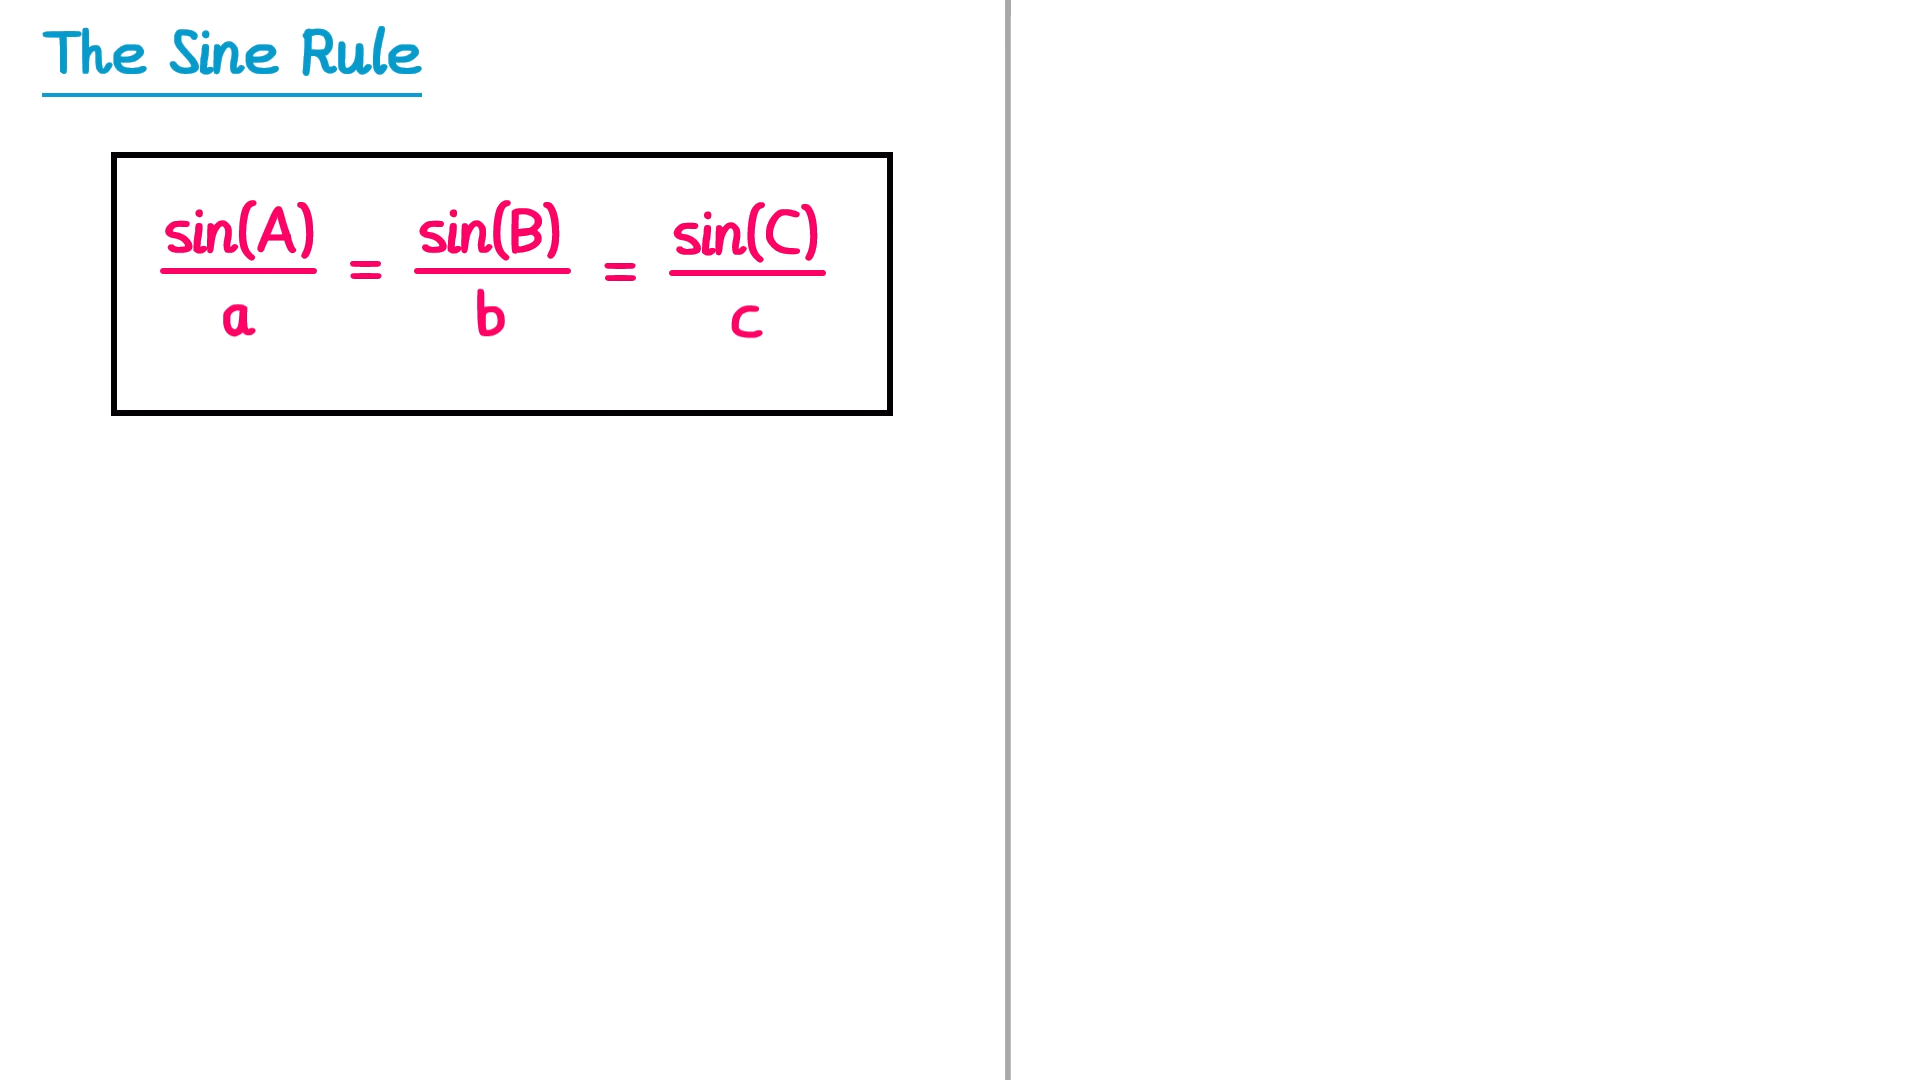 The Sine Rule
sin(A)/a = sin(B)/b = sin(C)/c